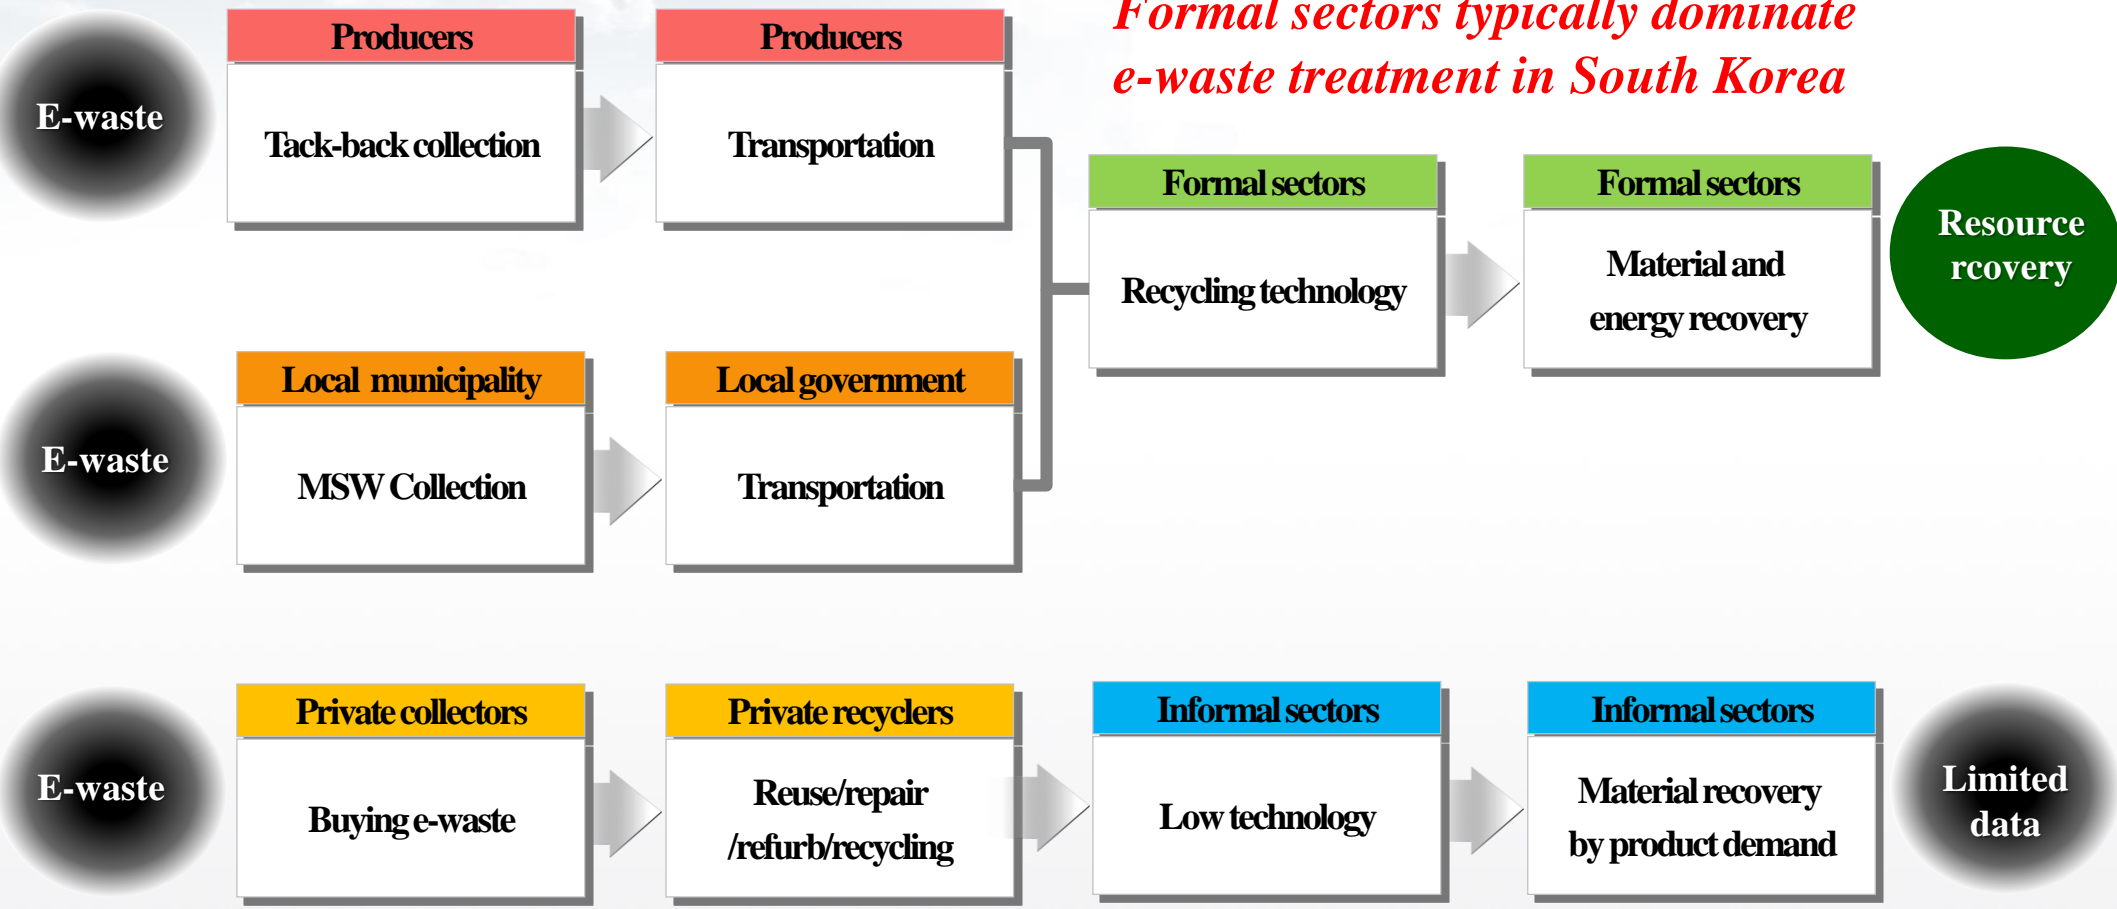 Formal sectors typically dominate
e-waste treatment in South Korea
E-waste
Producers
Tack-back collection
Producers
Transportation
Formal sectors
Recycling technology
Formal sectors
Material and
energy recovery
Resource
rcovery
E-waste
Local municipality
MSW Collection
Local government
Transportation
E-waste
Private collectors
Buying e-waste
Private recyclers
Reuse/repair
/refurb/recycling
Informal sectors
Low technology
Informal sectors
Material recovery
by product demand
Limited
data